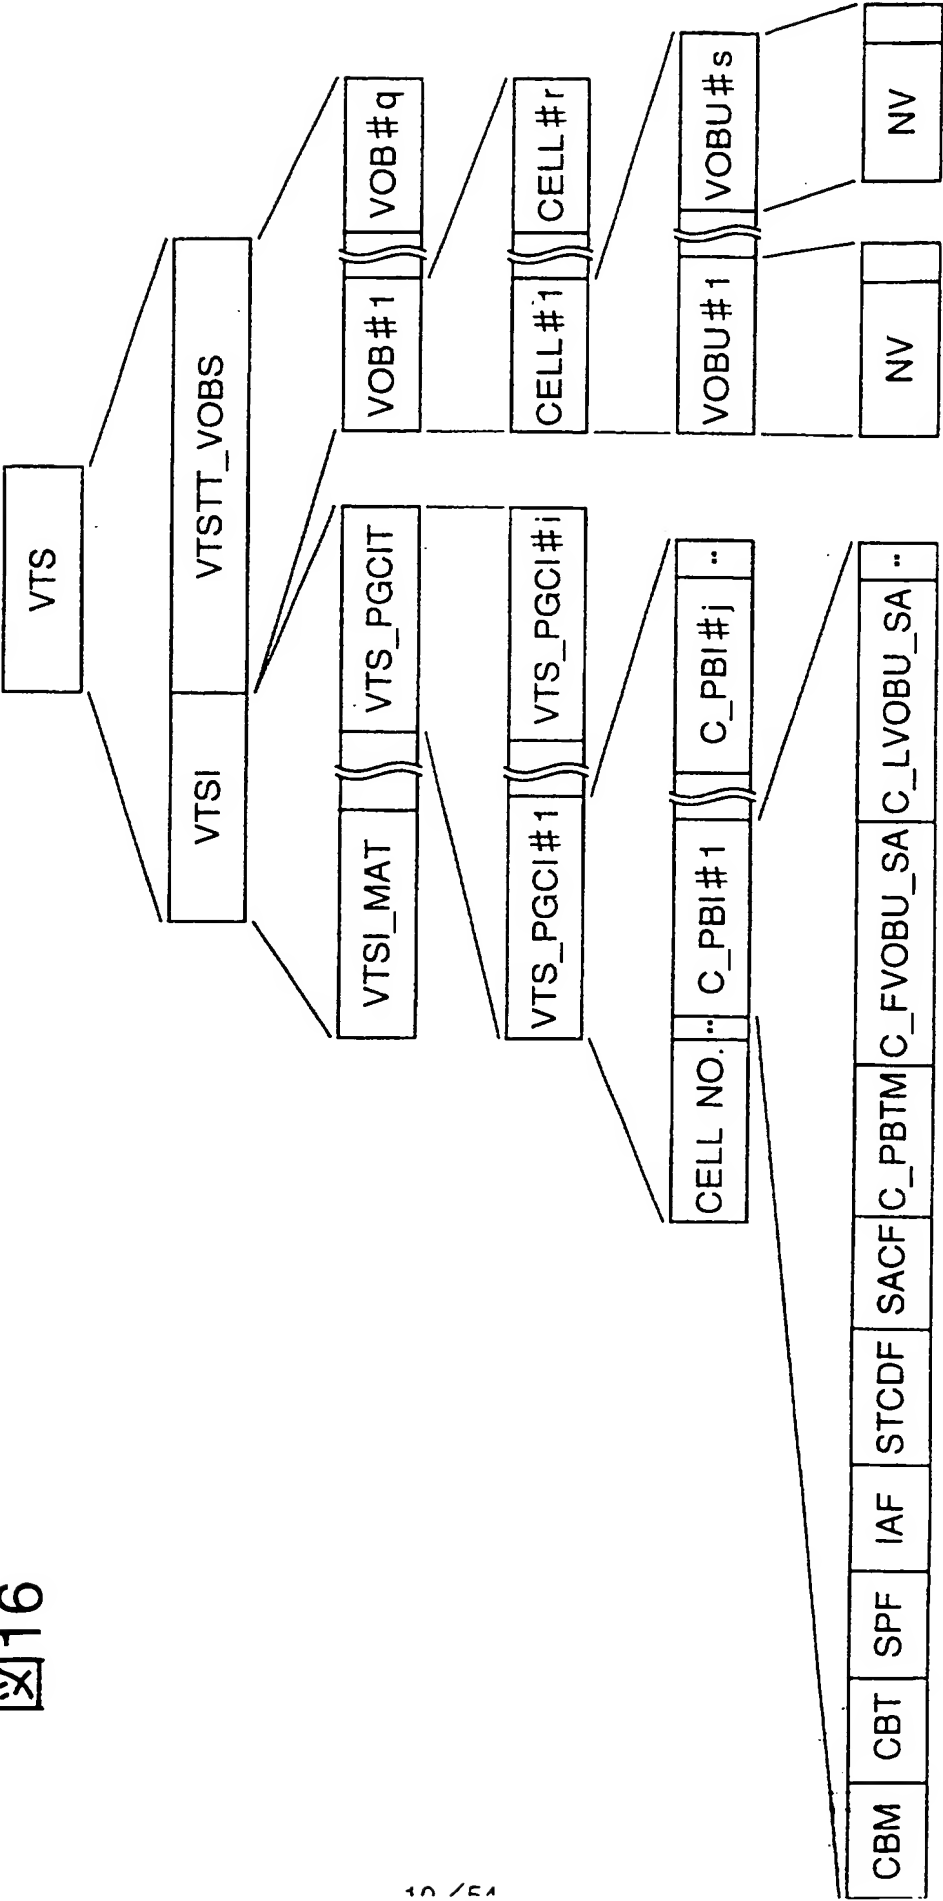 図16
VTS
VTSI VTSTT_VOBS
VTSI_MAT VTS_PGCIT VOB#1 VOB#q
VTS_PGCI#1 VTS_PGCI#i CELL#1 CELL#r
CELL NO. ‥ C_PBI#1 C_PBI#j ‥ VOBU#1 VOBU#s
CBM CBT SPF IAF STCDF SACF C_PBTM C_FVOBU_SA C_LVOBU_SA ‥ NV NV